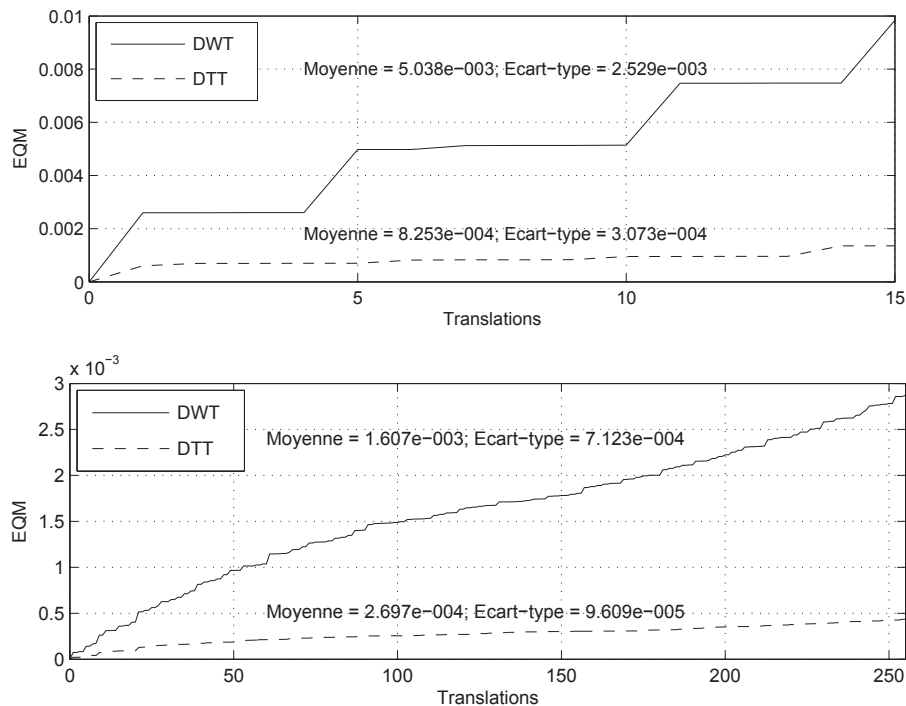 0.01
0.008
0.006
0.004
0.002
0
EQM
DWT
DTT
Moyenne = 5.038e−003; Ecart−type = 2.529e−003
Moyenne = 8.253e−004; Ecart−type = 3.073e−004
0 5 10 15
Translations
x 10⁻³
3
2.5
2
1.5
1
0.5
0
EQM
DWT
DTT
Moyenne = 1.607e−003; Ecart−type = 7.123e−004
Moyenne = 2.697e−004; Ecart−type = 9.609e−005
0 50 100 150 200 250
Translations